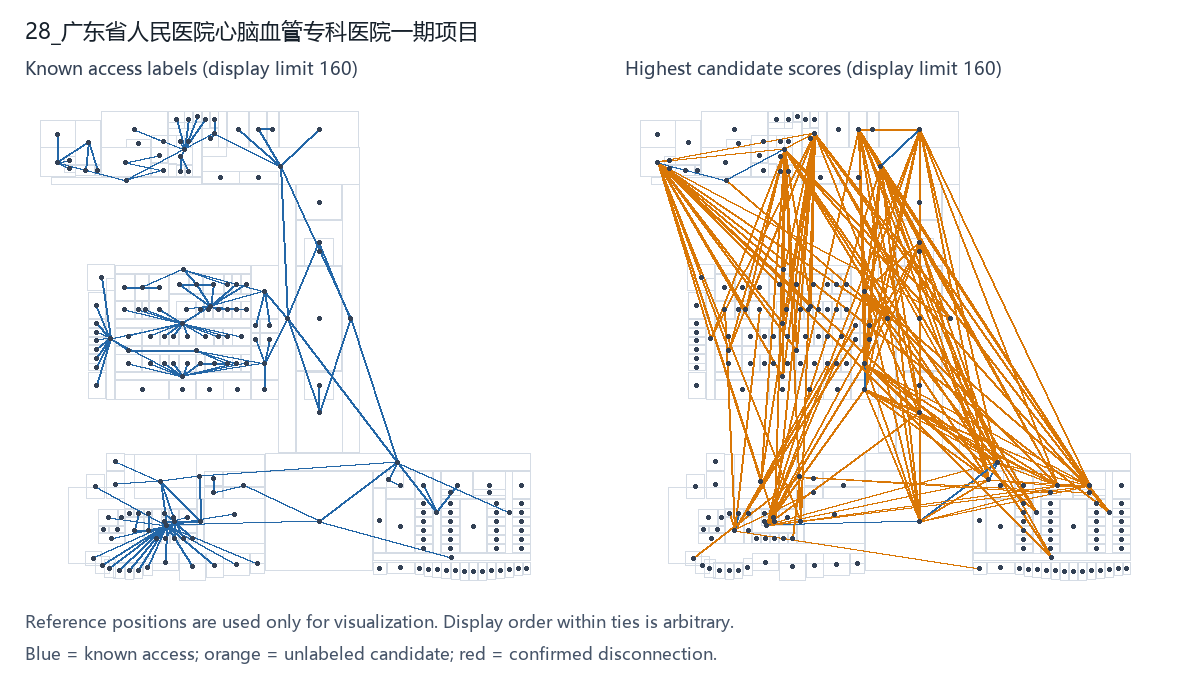 28_广东省人民医院心脑血管专科医院一期项目
Known access labels (display limit 160)
Highest candidate scores (display limit 160)
Reference positions are used only for visualization. Display order within ties is arbitrary.
Blue = known access; orange = unlabeled candidate; red = confirmed disconnection.